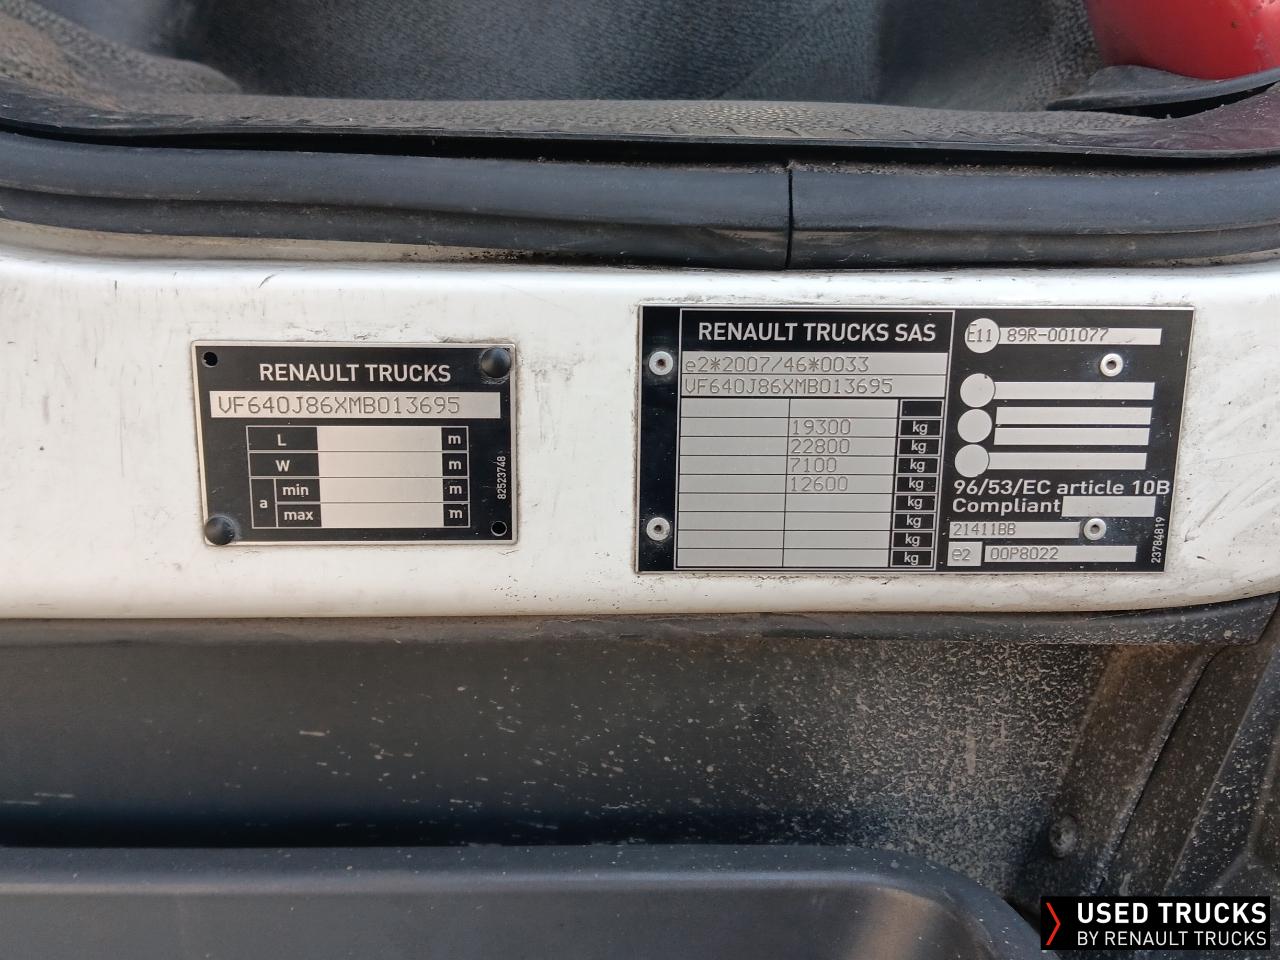 RENAULT TRUCKS
VF640J86XMB013695
L m
W m
a min m
max m
82523748
RENAULT TRUCKS SAS
e2*2007/46*0033
VF640J86XMB013695
19300 kg
22800 kg
7100 kg
12600 kg
kg
kg
kg
kg
E11 89R-001077
96/53/EC article 10B
Compliant
21411BB
e2 00P8022
23784819
USED TRUCKS
BY RENAULT TRUCKS